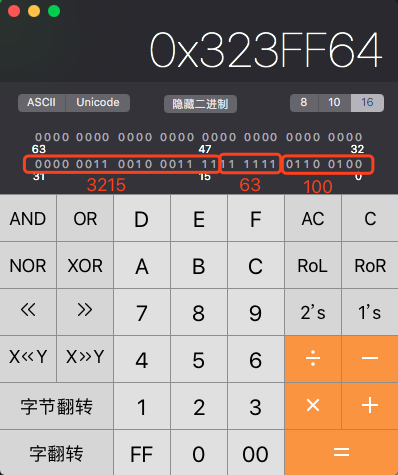 0x323FF64
ASCII Unicode 隐藏二进制 8 10 16
0000 0000 0000 0000 0000 0000 0000 0000
63 47 32
0000 0011 0010 0011 1111 1111 0110 0100
31 15 0
3215 63 100
AND OR D E F AC C
NOR XOR A B C RoL RoR
« » 7 8 9 2's 1's
X«Y X»Y 4 5 6 ÷ −
字节翻转 1 2 3 × +
字翻转 FF 0 00 =